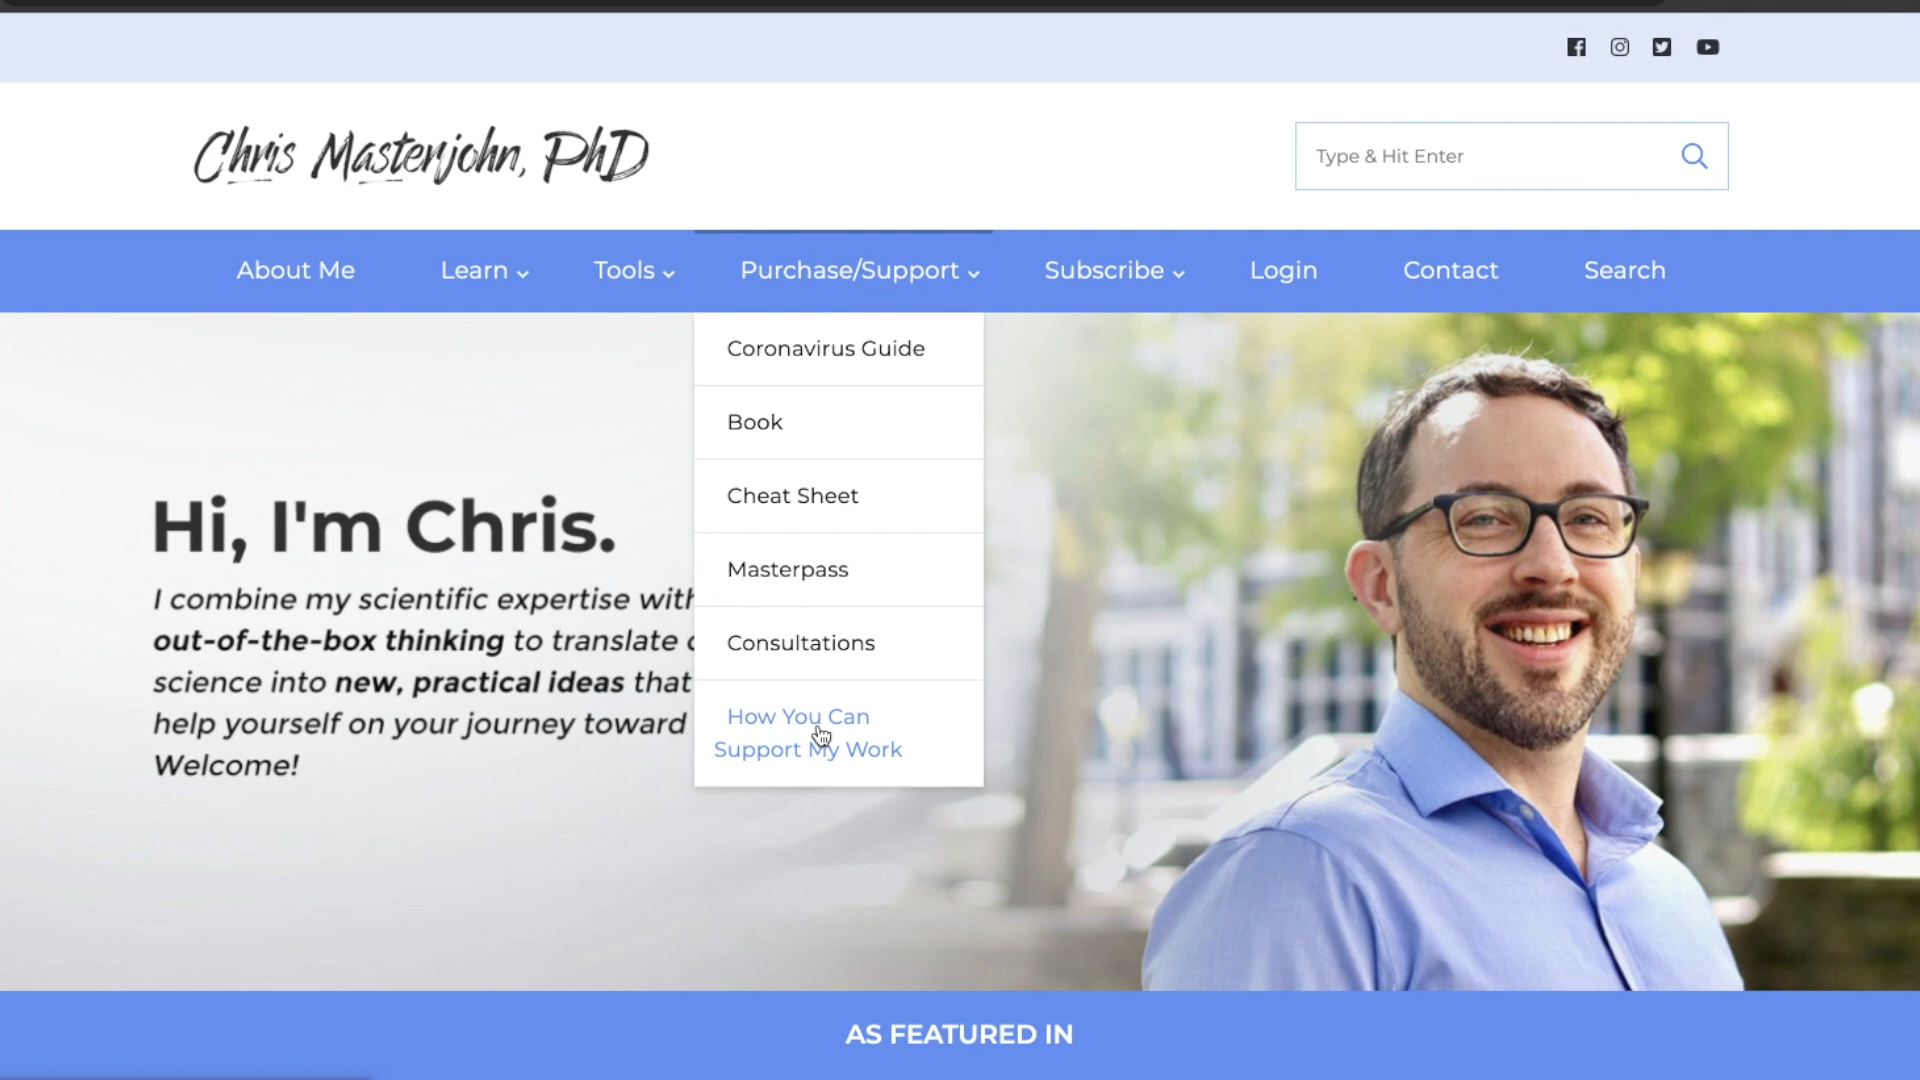 Chris Masterjohn, PhD
Type & Hit Enter
About Me Learn Tools Purchase/Support Subscribe Login Contact Search
Coronavirus Guide
Book
Cheat Sheet
Masterpass
Consultations
How You Can
Support My Work
Hi, I'm Chris.
I combine my scientific expertise with
out-of-the-box thinking to translate
science into new, practical ideas that
help yourself on your journey toward
Welcome!
AS FEATURED IN